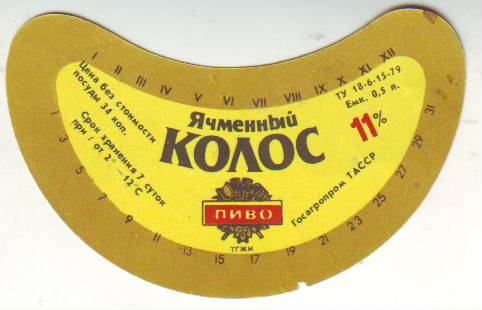 I II III IV V VI VII VIII IX X XI XII
Цена без стоимости
посуды 34 коп.
Срок хранения 7 суток
при t от 2°—12°С
Ячменный
КОЛОС
ТУ 18-6-15-79
Емк. 0,5 л.
11%
ПИВО
ТГЖИ
Госагропром ТАССР
1 3 5 7 9 11 13 15 17 19 21 23 25 27 29 31